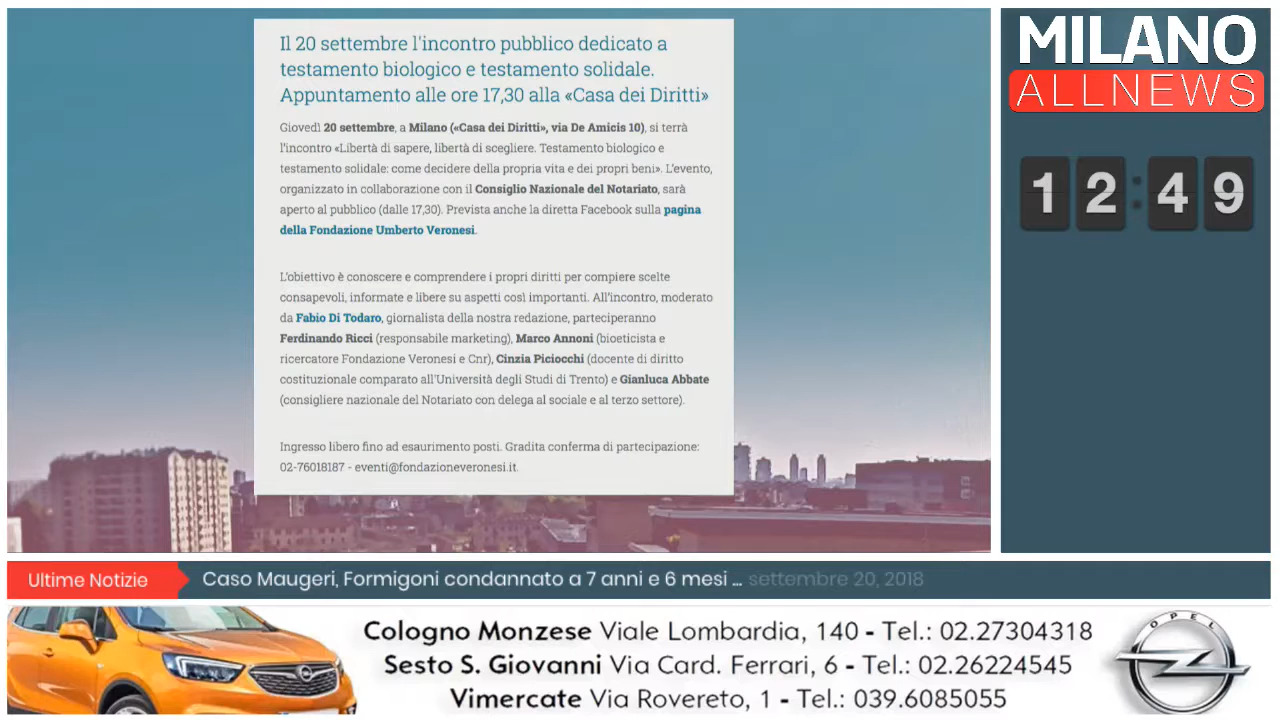 Il 20 settembre l'incontro pubblico dedicato a
testamento biologico e testamento solidale.
Appuntamento alle ore 17,30 alla «Casa dei Diritti»
Giovedì 20 settembre, a Milano («Casa dei Diritti», via De Amicis 10), si terrà
l'incontro «Libertà di sapere, libertà di scegliere. Testamento biologico e
testamento solidale: come decidere della propria vita e dei propri beni». L'evento,
organizzato in collaborazione con il Consiglio Nazionale del Notariato, sarà
aperto al pubblico (dalle 17,30). Prevista anche la diretta Facebook sulla pagina
della Fondazione Umberto Veronesi.
L'obiettivo è conoscere e comprendere i propri diritti per compiere scelte
consapevoli, informate e libere su aspetti così importanti. All'incontro, moderato
da Fabio Di Todaro, giornalista della nostra redazione, parteciperanno
Ferdinando Ricci (responsabile marketing), Marco Annoni (bioeticista e
ricercatore Fondazione Veronesi e Cnr), Cinzia Piciocchi (docente di diritto
costituzionale comparato all'Università degli Studi di Trento) e Gianluca Abbate
(consigliere nazionale del Notariato con delega al sociale e al terzo settore).
Ingresso libero fino ad esaurimento posti. Gradita conferma di partecipazione:
02-76018187 - eventi@fondazioneveronesi.it.
MILANO
ALLNEWS
12:49
Ultime Notizie Caso Maugeri, Formigoni condannato a 7 anni e 6 mesi ... settembre 20, 2018
Cologno Monzese Viale Lombardia, 140 - Tel.: 02.27304318
Sesto S. Giovanni Via Card. Ferrari, 6 - Tel.: 02.26224545
Vimercate Via Rovereto, 1 - Tel.: 039.6085055
OPEL